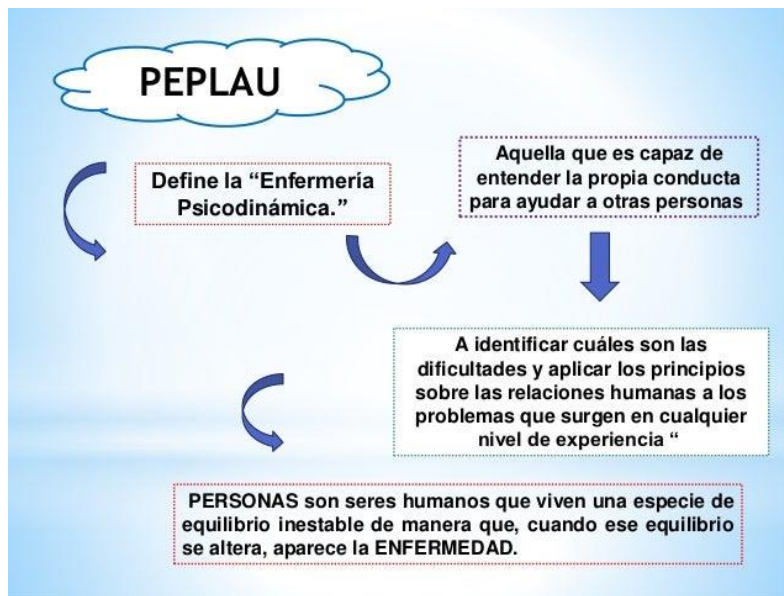 PEPLAU
Define la “Enfermería
Psicodinámica.”
Aquella que es capaz de
entender la propia conducta
para ayudar a otras personas
A identificar cuáles son las
dificultades y aplicar los principios
sobre las relaciones humanas a los
problemas que surgen en cualquier
nivel de experiencia “
PERSONAS son seres humanos que viven una especie de
equilibrio inestable de manera que, cuando ese equilibrio
se altera, aparece la ENFERMEDAD.